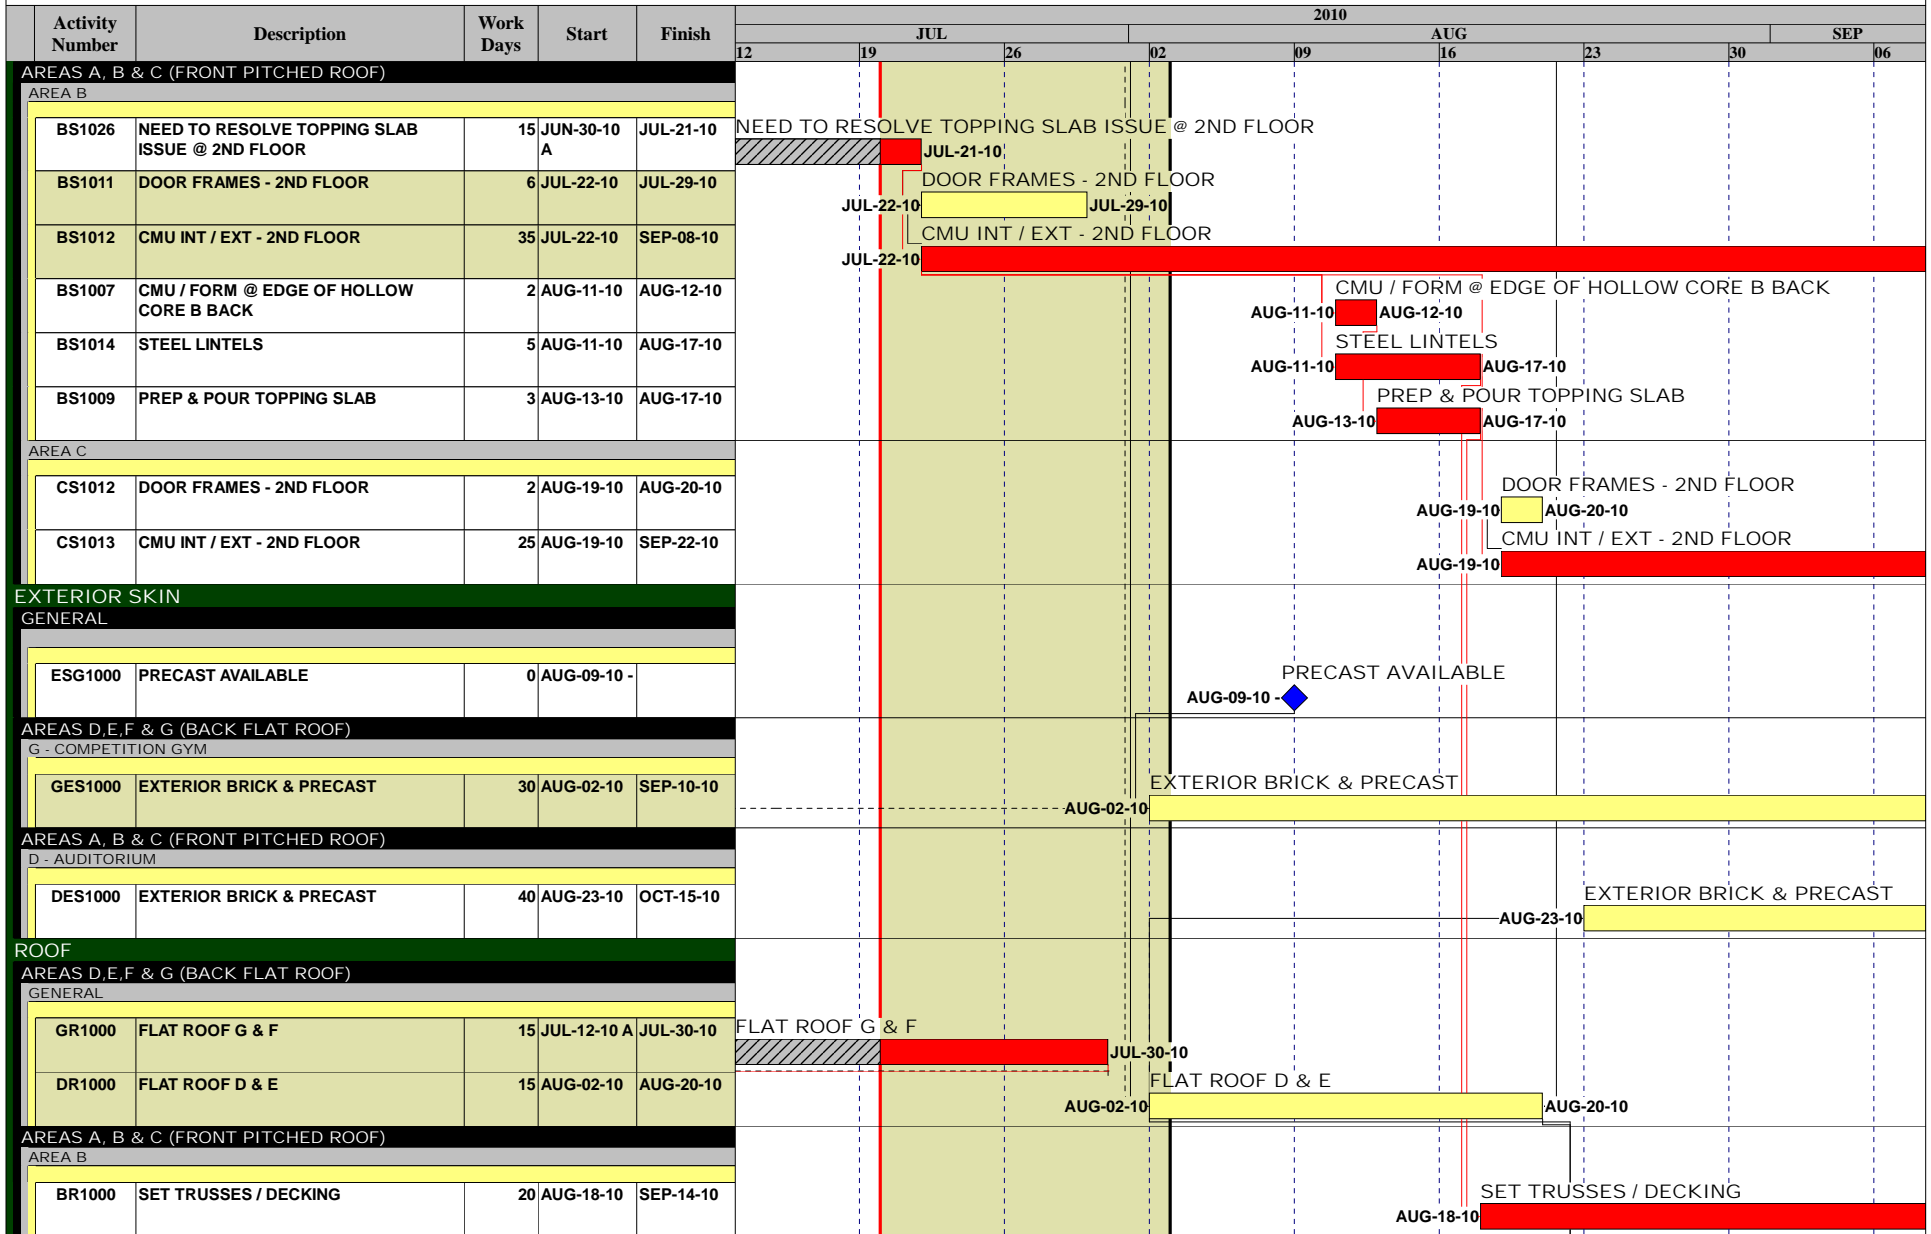 2010
Activity Number Description Work Days Start Finish JUL AUG SEP
12 19 26 02 09 16 23 30 06
AREAS A, B & C (FRONT PITCHED ROOF)
AREA B
BS1026 NEED TO RESOLVE TOPPING SLAB ISSUE @ 2ND FLOOR 15 JUN-30-10 A JUL-21-10 NEED TO RESOLVE TOPPING SLAB ISSUE @ 2ND FLOOR
JUL-21-10
BS1011 DOOR FRAMES - 2ND FLOOR 6 JUL-22-10 JUL-29-10 DOOR FRAMES - 2ND FLOOR
JUL-22-10 JUL-29-10
BS1012 CMU INT / EXT - 2ND FLOOR 35 JUL-22-10 SEP-08-10 CMU INT / EXT - 2ND FLOOR
JUL-22-10
BS1007 CMU / FORM @ EDGE OF HOLLOW CORE B BACK 2 AUG-11-10 AUG-12-10 CMU / FORM @ EDGE OF HOLLOW CORE B BACK
AUG-11-10 AUG-12-10
BS1014 STEEL LINTELS 5 AUG-11-10 AUG-17-10 STEEL LINTELS
AUG-11-10 AUG-17-10
BS1009 PREP & POUR TOPPING SLAB 3 AUG-13-10 AUG-17-10 PREP & POUR TOPPING SLAB
AUG-13-10 AUG-17-10
AREA C
CS1012 DOOR FRAMES - 2ND FLOOR 2 AUG-19-10 AUG-20-10 DOOR FRAMES - 2ND FLOOR
AUG-19-10 AUG-20-10
CS1013 CMU INT / EXT - 2ND FLOOR 25 AUG-19-10 SEP-22-10 CMU INT / EXT - 2ND FLOOR
AUG-19-10
EXTERIOR SKIN
GENERAL
ESG1000 PRECAST AVAILABLE 0 AUG-09-10 - PRECAST AVAILABLE
AUG-09-10 -
AREAS D,E,F & G (BACK FLAT ROOF)
G - COMPETITION GYM
GES1000 EXTERIOR BRICK & PRECAST 30 AUG-02-10 SEP-10-10 EXTERIOR BRICK & PRECAST
AUG-02-10
AREAS A, B & C (FRONT PITCHED ROOF)
D - AUDITORIUM
DES1000 EXTERIOR BRICK & PRECAST 40 AUG-23-10 OCT-15-10 EXTERIOR BRICK & PRECAST
AUG-23-10
ROOF
AREAS D,E,F & G (BACK FLAT ROOF)
GENERAL
GR1000 FLAT ROOF G & F 15 JUL-12-10 A JUL-30-10 FLAT ROOF G & F
JUL-30-10
DR1000 FLAT ROOF D & E 15 AUG-02-10 AUG-20-10 FLAT ROOF D & E
AUG-02-10 AUG-20-10
AREAS A, B & C (FRONT PITCHED ROOF)
AREA B
BR1000 SET TRUSSES / DECKING 20 AUG-18-10 SEP-14-10 SET TRUSSES / DECKING
AUG-18-10